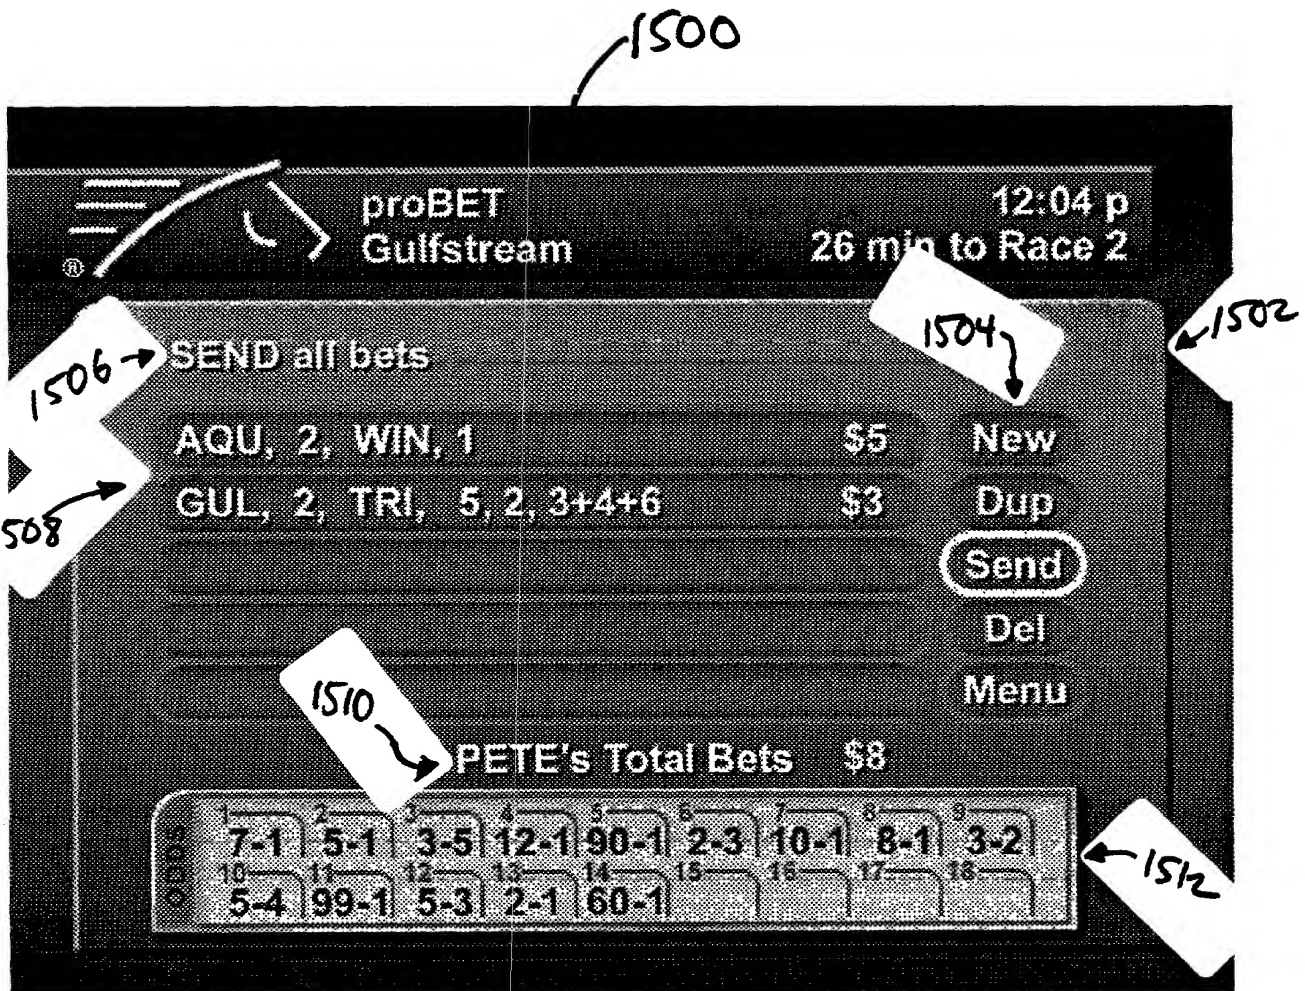 1500
proBET 12:04 p
Gulfstream 26 min to Race 2
®
1504
1502
1506
SEND all bets
AQU, 2, WIN, 1 $5 New
GUL, 2, TRI, 5, 2, 3+4+6 $3 Dup
508
Send
Del
1510
Menu
PETE's Total Bets $8
ODDS
1 2 3 4 5 6 7 8 9
7-1 5-1 3-5 12-1 90-1 2-3 10-1 8-1 3-2
1512
10 11 12 13 14 15 16 17 18
5-4 99-1 5-3 2-1 60-1